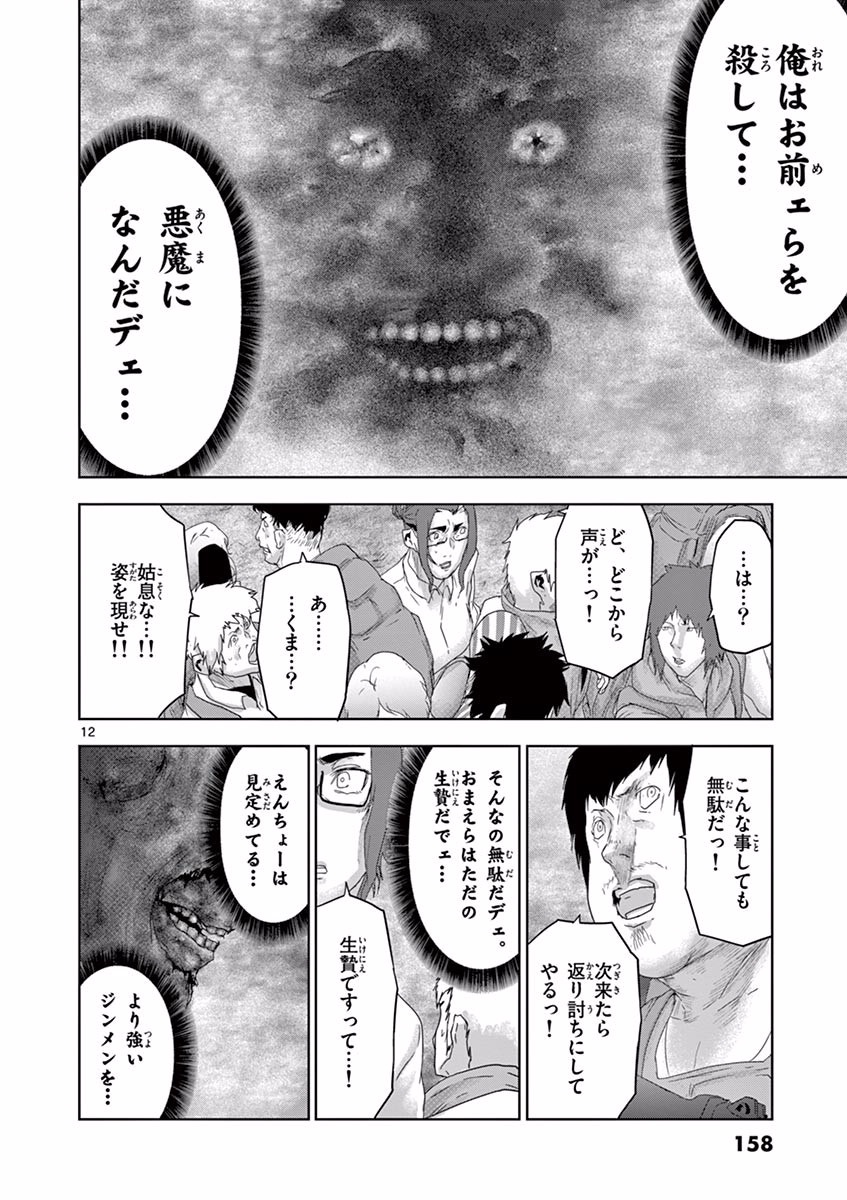 俺はお前ェらを
殺して…
悪魔に
なんだデェ…
…は…？
ど、どこから
声が…っ！
あ……
…くま…？
姑息な…!!
姿を現せ
!!
12
こんな事しても
無駄だっ！
次来たら
返り討ちにして
やるっ！
そんなの無駄だデェ。
おまえらはただの
生贄だでェ…
生贄ですって…！
えんちょーは
見定めてる…
より強い
ジンメンを…
158